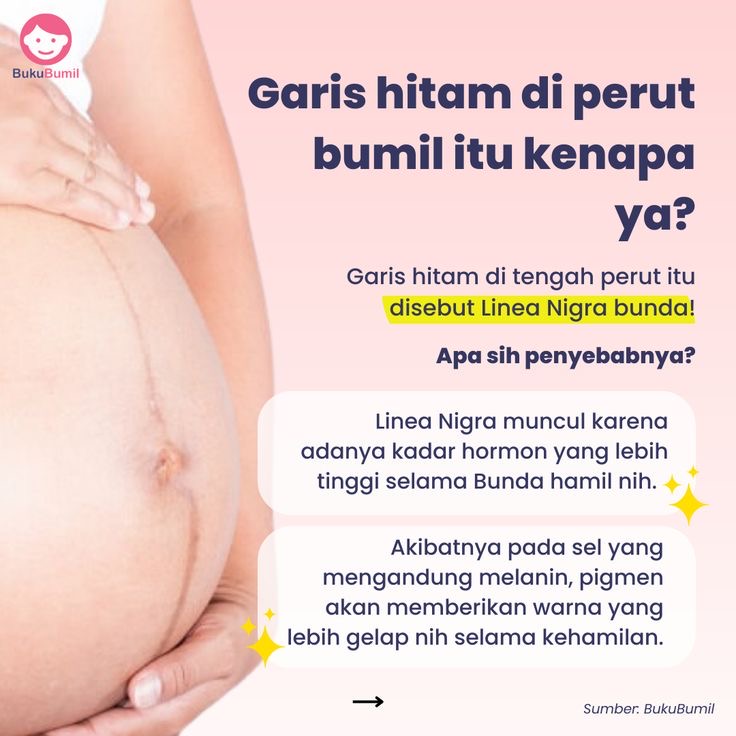 BukuBumil
Garis hitam di perut
bumil itu kenapa
ya?
Garis hitam di tengah perut itu
disebut Linea Nigra bunda!
Apa sih penyebabnya?
Linea Nigra muncul karena
adanya kadar hormon yang lebih
tinggi selama Bunda hamil nih.
Akibatnya pada sel yang
mengandung melanin, pigmen
akan memberikan warna yang
lebih gelap nih selama kehamilan.
Sumber: BukuBumil